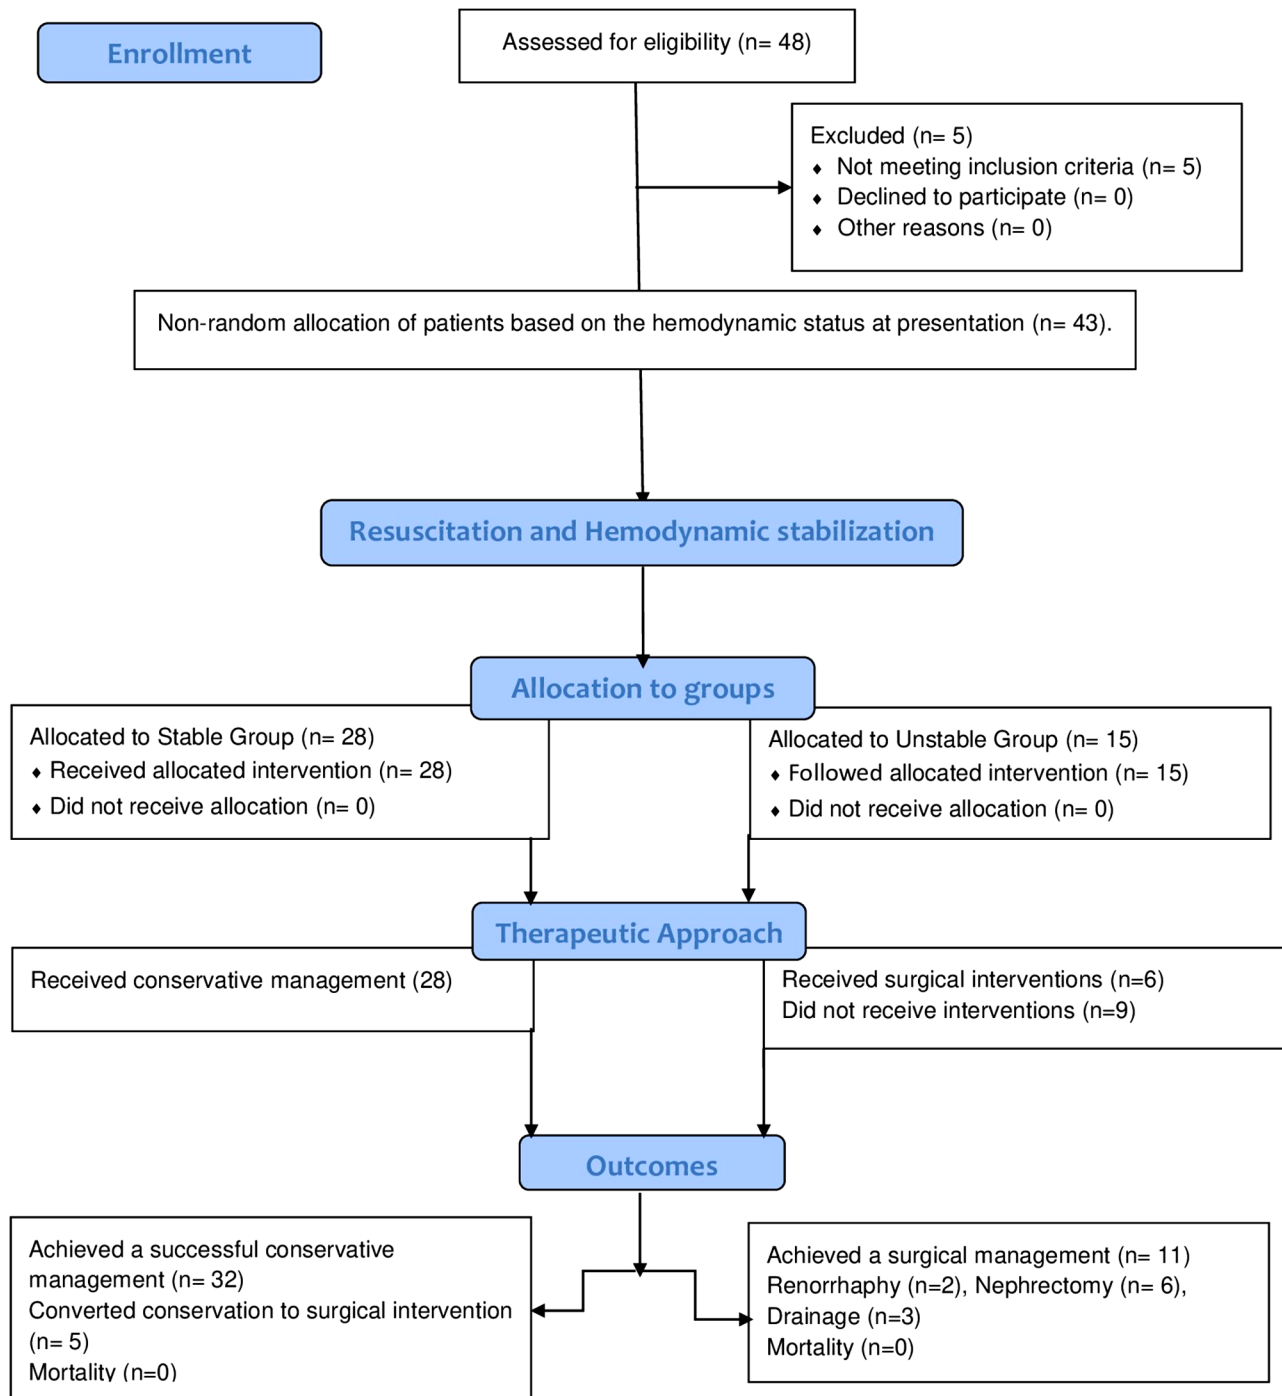 Enrollment
Assessed for eligibility (n= 48)
Excluded (n= 5)
♦ Not meeting inclusion criteria (n= 5)
♦ Declined to participate (n= 0)
♦ Other reasons (n= 0)
Non-random allocation of patients based on the hemodynamic status at presentation (n= 43).
Resuscitation and Hemodynamic stabilization
Allocation to groups
Allocated to Stable Group (n= 28)
♦ Received allocated intervention (n= 28)
♦ Did not receive allocation (n= 0)
Allocated to Unstable Group (n= 15)
♦ Followed allocated intervention (n= 15)
♦ Did not receive allocation (n= 0)
Therapeutic Approach
Received conservative management (28)
Received surgical interventions (n=6)
Did not receive interventions (n=9)
Outcomes
Achieved a successful conservative
management (n= 32)
Converted conservation to surgical intervention
(n= 5)
Mortality (n=0)
Achieved a surgical management (n= 11)
Renorrhaphy (n=2), Nephrectomy (n= 6),
Drainage (n=3)
Mortality (n=0)